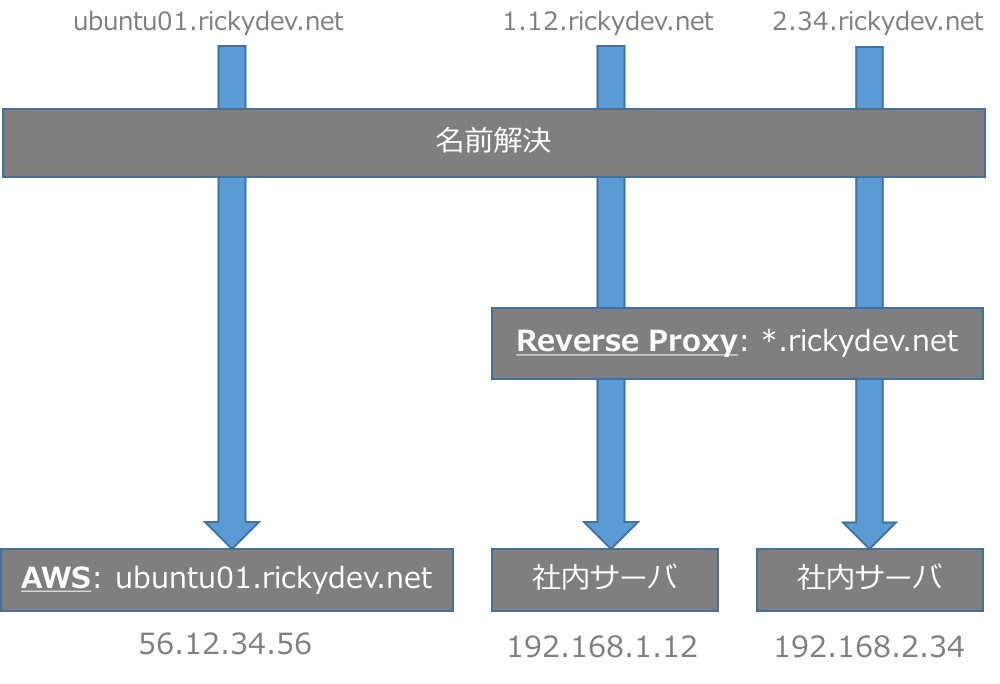 ubuntu01.rickydev.net
1.12.rickydev.net
2.34.rickydev.net
名前解決
Reverse Proxy: *.rickydev.net
AWS: ubuntu01.rickydev.net
社内サーバ
社内サーバ
56.12.34.56
192.168.1.12
192.168.2.34